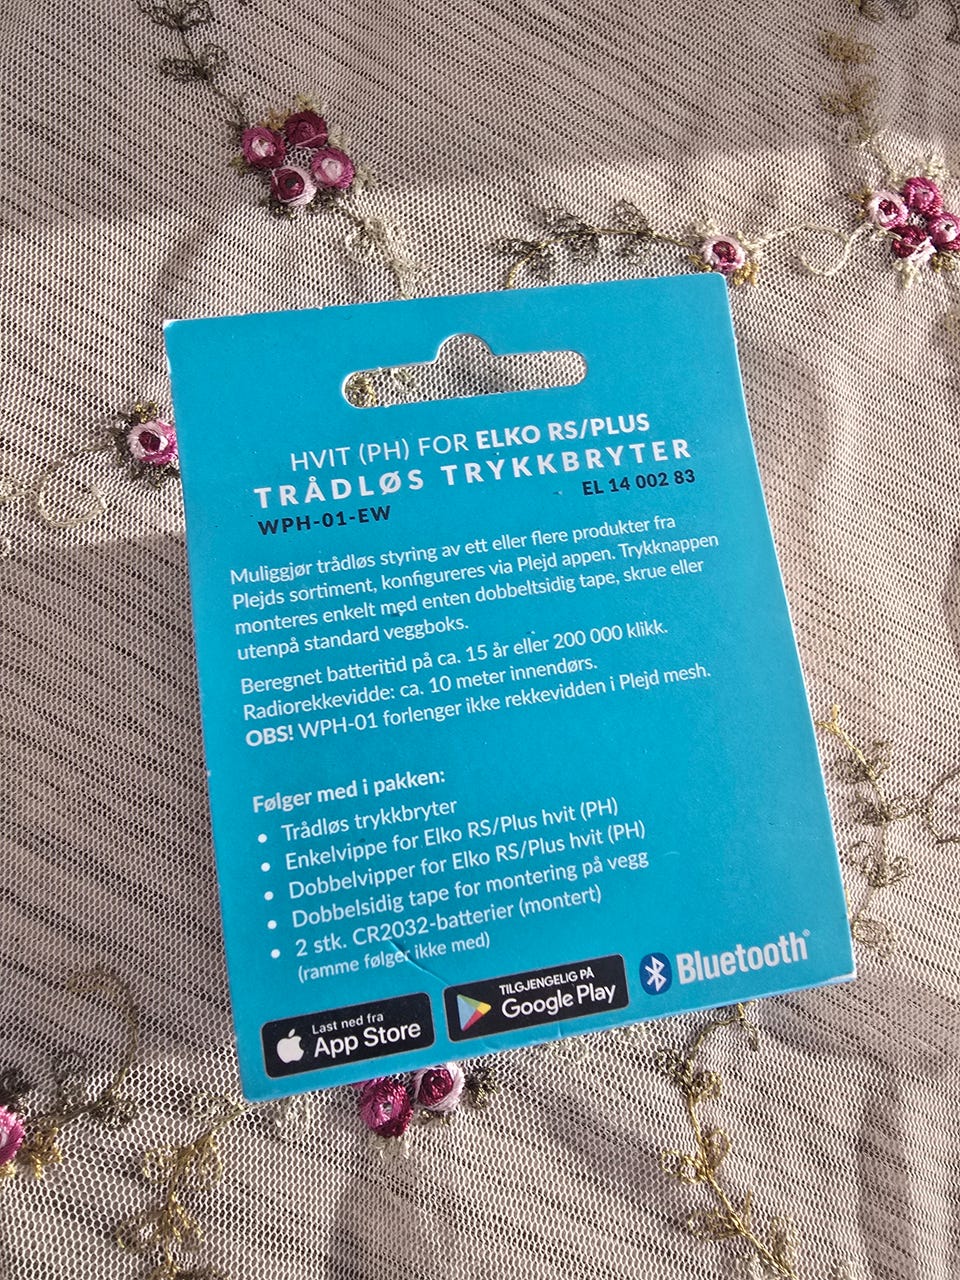 HVIT (PH) FOR ELKO RS/PLUS
TRÅDLØS TRYKKBRYTER
WPH-01-EW EL 14 002 83
Muliggjør trådløs styring av ett eller flere produkter fra
Plejds sortiment, konfigureres via Plejd appen. Trykknappen
monteres enkelt med enten dobbeltsidig tape, skrue eller
utenpå standard veggboks.
Beregnet batteritid på ca. 15 år eller 200 000 klikk.
Radiorekkevidde: ca. 10 meter innendørs.
OBS! WPH-01 forlenger ikke rekkevidden i Plejd mesh.
Følger med i pakken:
• Trådløs trykkbryter
• Enkelvippe for Elko RS/Plus hvit (PH)
• Dobbelvipper for Elko RS/Plus hvit (PH)
• Dobbelsidig tape for montering på vegg
• 2 stk. CR2032-batterier (montert)
(ramme følger ikke med)
Last ned fra
App Store
TILGJENGELIG PÅ
Google Play
Bluetooth®